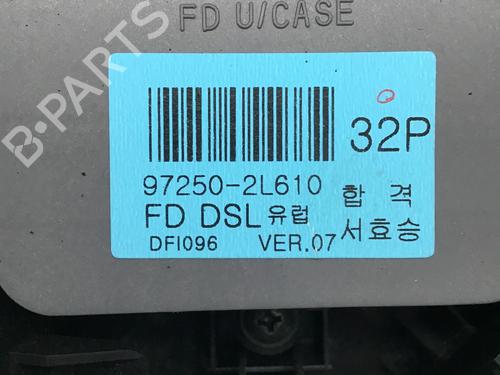 FD U/CASE
B-PARTS
32P
97250-2L610
합 격
FD DSL 유럽
서효승
DFI096 VER.07